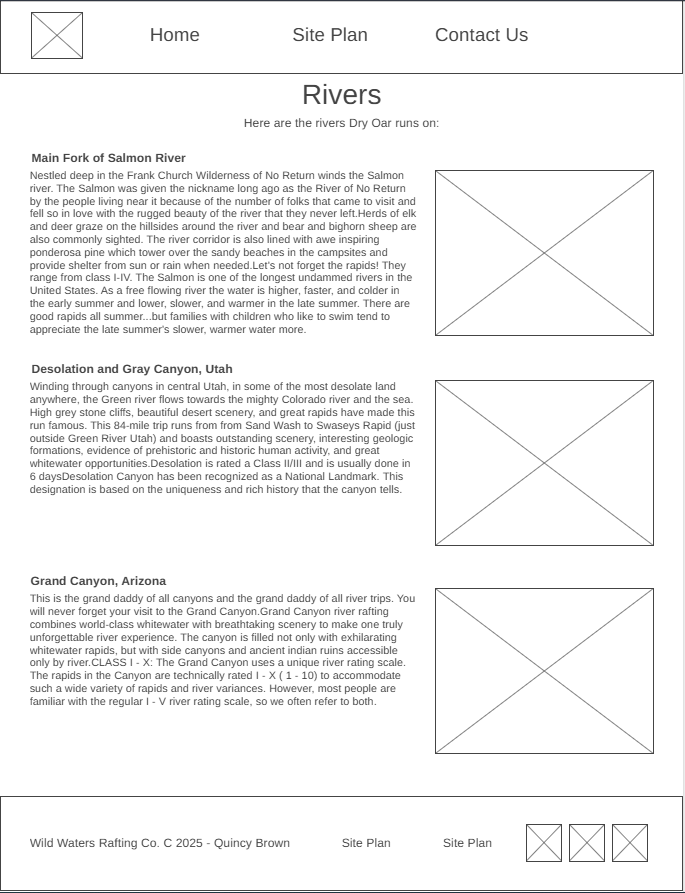 Home Site Plan Contact Us
Rivers
Here are the rivers Dry Oar runs on:
Main Fork of Salmon River
Nestled deep in the Frank Church Wilderness of No Return winds the Salmon
river. The Salmon was given the nickname long ago as the River of No Return
by the people living near it because of the number of folks that came to visit and
fell so in love with the rugged beauty of the river that they never left.Herds of elk
and deer graze on the hillsides around the river and bear and bighorn sheep are
also commonly sighted. The river corridor is also lined with awe inspiring
ponderosa pine which tower over the sandy beaches in the campsites and
provide shelter from sun or rain when needed.Let's not forget the rapids! They
range from class I-IV. The Salmon is one of the longest undammed rivers in the
United States. As a free flowing river the water is higher, faster, and colder in
the early summer and lower, slower, and warmer in the late summer. There are
good rapids all summer...but families with children who like to swim tend to
appreciate the late summer's slower, warmer water more.
Desolation and Gray Canyon, Utah
Winding through canyons in central Utah, in some of the most desolate land
anywhere, the Green river flows towards the mighty Colorado river and the sea.
High grey stone cliffs, beautiful desert scenery, and great rapids have made this
run famous. This 84-mile trip runs from from Sand Wash to Swaseys Rapid (just
outside Green River Utah) and boasts outstanding scenery, interesting geologic
formations, evidence of prehistoric and historic human activity, and great
whitewater opportunities.Desolation is rated a Class II/III and is usually done in
6 daysDesolation Canyon has been recognized as a National Landmark. This
designation is based on the uniqueness and rich history that the canyon tells.
Grand Canyon, Arizona
This is the grand daddy of all canyons and the grand daddy of all river trips. You
will never forget your visit to the Grand Canyon.Grand Canyon river rafting
combines world-class whitewater with breathtaking scenery to make one truly
unforgettable river experience. The canyon is filled not only with exhilarating
whitewater rapids, but with side canyons and ancient indian ruins accessible
only by river.CLASS I - X: The Grand Canyon uses a unique river rating scale.
The rapids in the Canyon are technically rated I - X ( 1 - 10) to accommodate
such a wide variety of rapids and river variances. However, most people are
familiar with the regular I - V river rating scale, so we often refer to both.
Wild Waters Rafting Co. C 2025 - Quincy Brown Site Plan Site Plan